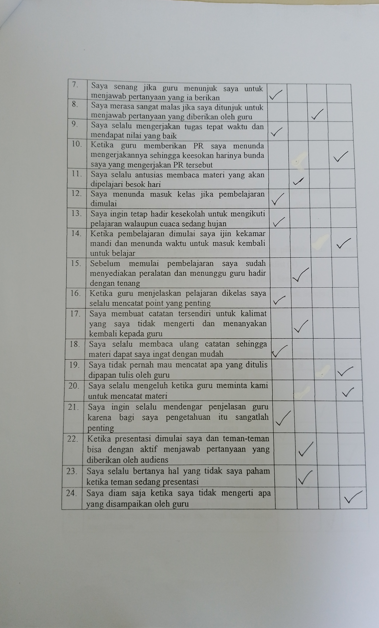 7. Saya senang jika guru menunjuk saya untuk
menjawab pertanyaan yang ia berikan
8. Saya merasa sangat malas jika saya ditunjuk untuk
menjawab pertanyaan yang diberikan oleh guru
9. Saya selalu mengerjakan tugas tepat waktu dan
mendapat nilai yang baik
10. Ketika guru memberikan PR saya menunda
mengerjakannya sehingga keesokan harinya bunda
saya yang mengerjakan PR tersebut
11. Saya selalu antusias membaca materi yang akan
dipelajari besok hari
12. Saya menunda masuk kelas jika pembelajaran
dimulai
13. Saya ingin tetap hadir kesekolah untuk mengikuti
pelajaran walaupun cuaca sedang hujan
14. Ketika pembelajaran dimulai saya ijin kekamar
mandi dan menunda waktu untuk masuk kembali
untuk belajar
15. Sebelum memulai pembelajaran saya sudah
menyediakan peralatan dan menunggu guru hadir
dengan tenang
16. Ketika guru menjelaskan pelajaran dikelas saya
selalu mencatat point yang penting
17. Saya membuat catatan tersendiri untuk kalimat
yang saya tidak mengerti dan menanyakan
kembali kepada guru
18. Saya selalu membaca ulang catatan sehingga
materi dapat saya ingat dengan mudah
19. Saya tidak pernah mau mencatat apa yang ditulis
dipapan tulis oleh guru
20. Saya selalu mengeluh ketika guru meminta kami
untuk mencatat materi
21. Saya ingin selalu mendengar penjelasan guru
karena bagi saya pengetahuan itu sangatlah
penting
22. Ketika presentasi dimulai saya dan teman-teman
bisa dengan aktif menjawab pertanyaan yang
diberikan oleh audiens
23. Saya selalu bertanya hal yang tidak saya paham
ketika teman sedang presentasi
24. Saya diam saja ketika saya tidak mengerti apa
yang disampaikan oleh guru